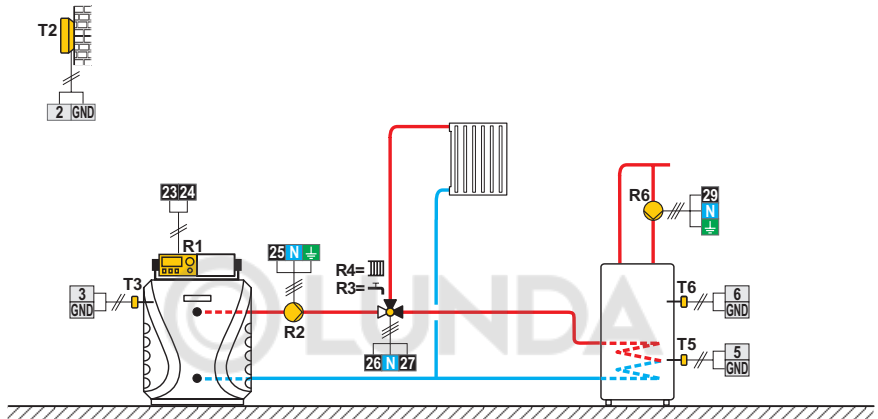 T2
2 GND
23 24
R1
R6
29
N
25 N
R4=
R3=
T3
3
GND
R2
26 N 27
T6
6
GND
T5
5
GND
LUNDA